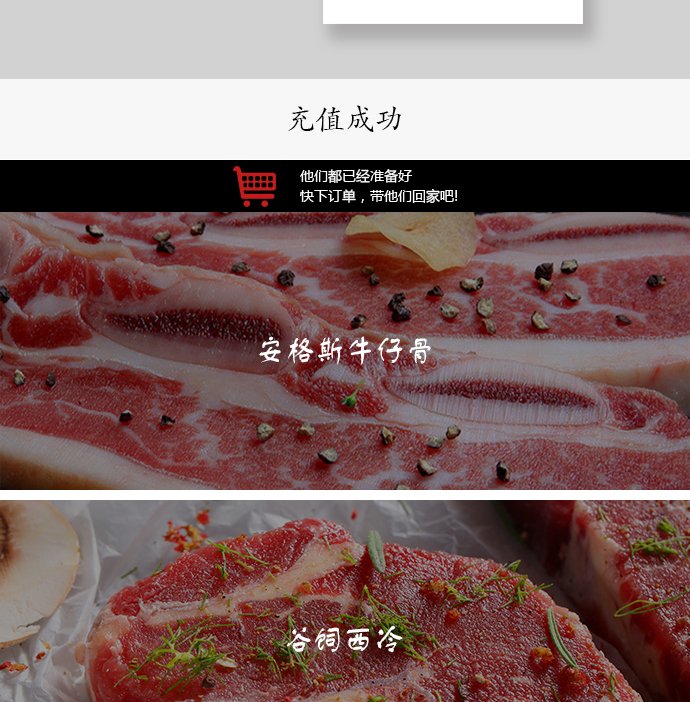 充值成功
他们都已经准备好
快下订单，带他们回家吧!
安格斯牛仔骨
谷饲西冷